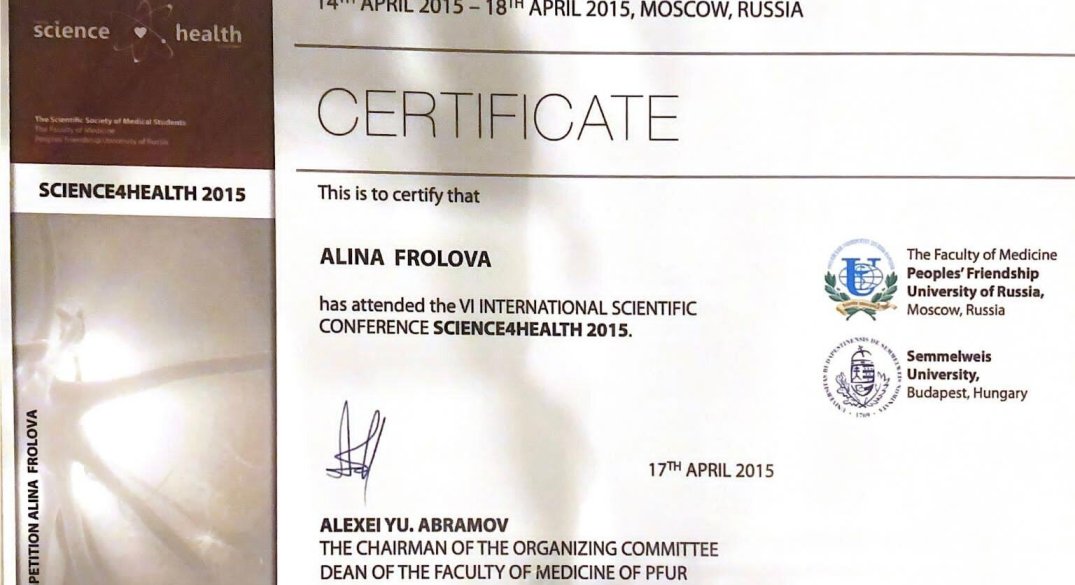 science health
The Scientific Society of Medical Students
The Faculty of Medicine
Peoples' Friendship University of Russia
SCIENCE4HEALTH 2015
PETITION ALINA FROLOVA
14TH APRIL 2015 – 18TH APRIL 2015, MOSCOW, RUSSIA
CERTIFICATE
This is to certify that
ALINA FROLOVA
has attended the VI INTERNATIONAL SCIENTIFIC
CONFERENCE SCIENCE4HEALTH 2015.
The Faculty of Medicine
Peoples' Friendship
University of Russia,
Moscow, Russia
Semmelweis
University,
Budapest, Hungary
17TH APRIL 2015
ALEXEI YU. ABRAMOV
THE CHAIRMAN OF THE ORGANIZING COMMITTEE
DEAN OF THE FACULTY OF MEDICINE OF PFUR